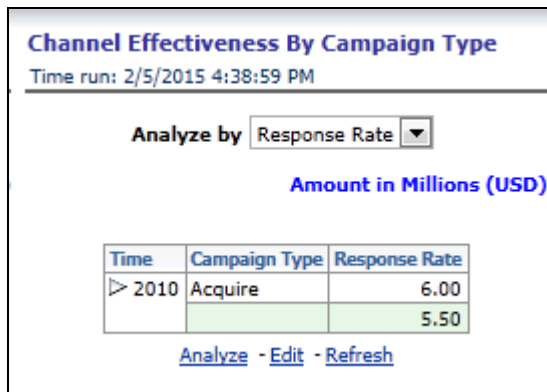 Channel Effectiveness By Campaign Type
Time run: 2/5/2015 4:38:59 PM
Analyze by Response Rate
Amount in Millions (USD)
Time Campaign Type Response Rate
2010 Acquire 6.00
5.50
Analyze - Edit - Refresh